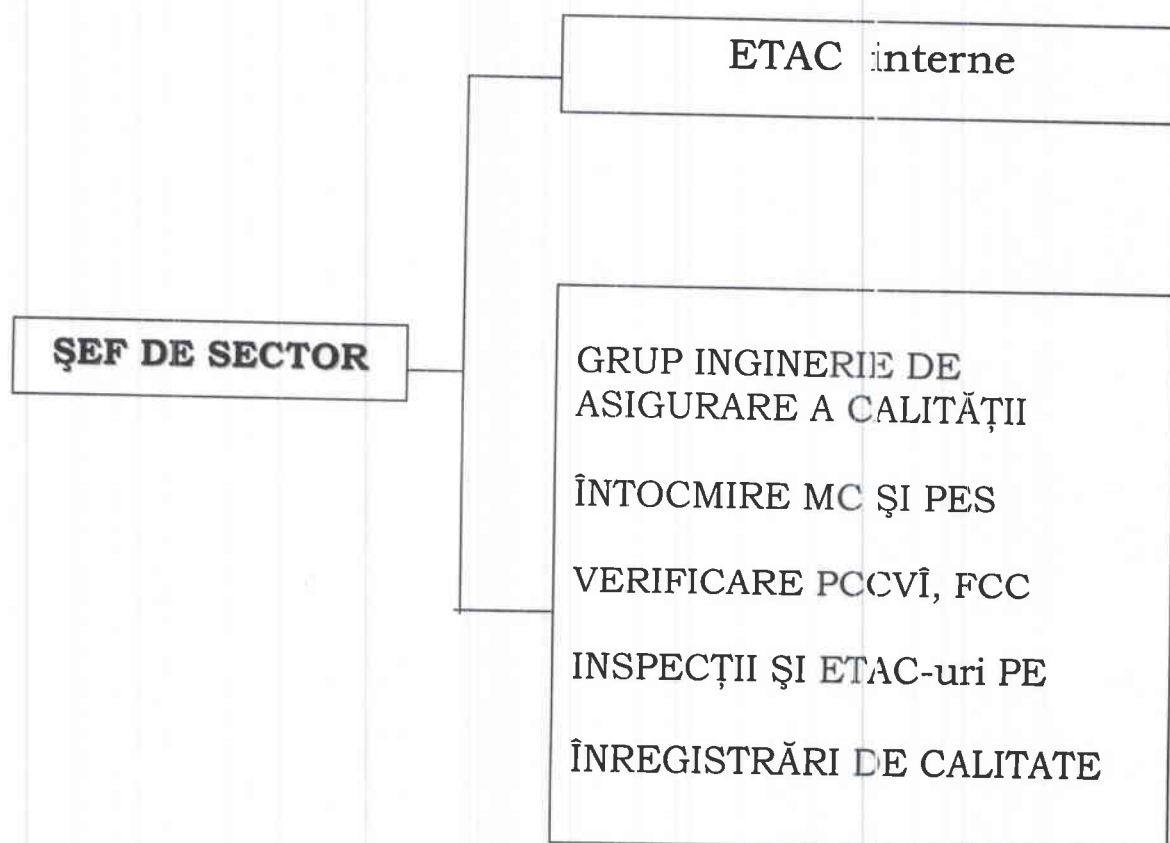 ETAC interne
ŞEF DE SECTOR
GRUP INGINERIE DE
ASIGURARE A CALITĂȚII
ÎNTOCMIRE MC ŞI PES
VERIFICARE PCCVÎ, FCC
INSPECȚII ŞI ETAC-uri PE
ÎNREGISTRĂRI DE CALITATE